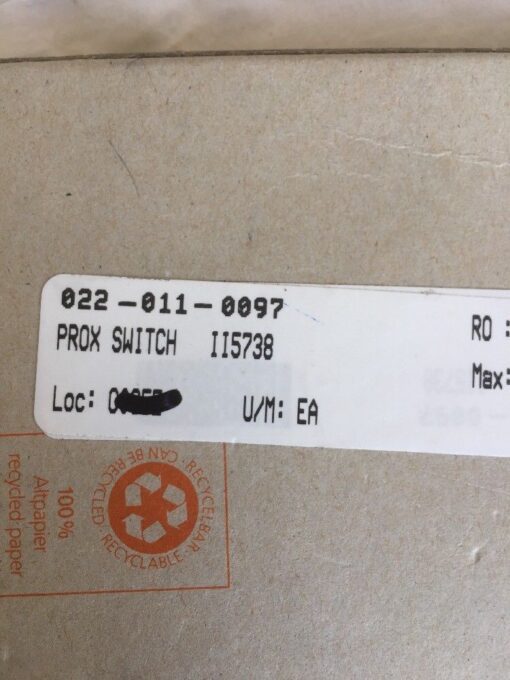 022-011-0097
PROX SWITCH II5738
RO :
Max:
Loc:
U/M: EA
RECYCELBAR · RECYCLABLE · CAN BE RECYCLED
100%
Altpapier
recycled paper